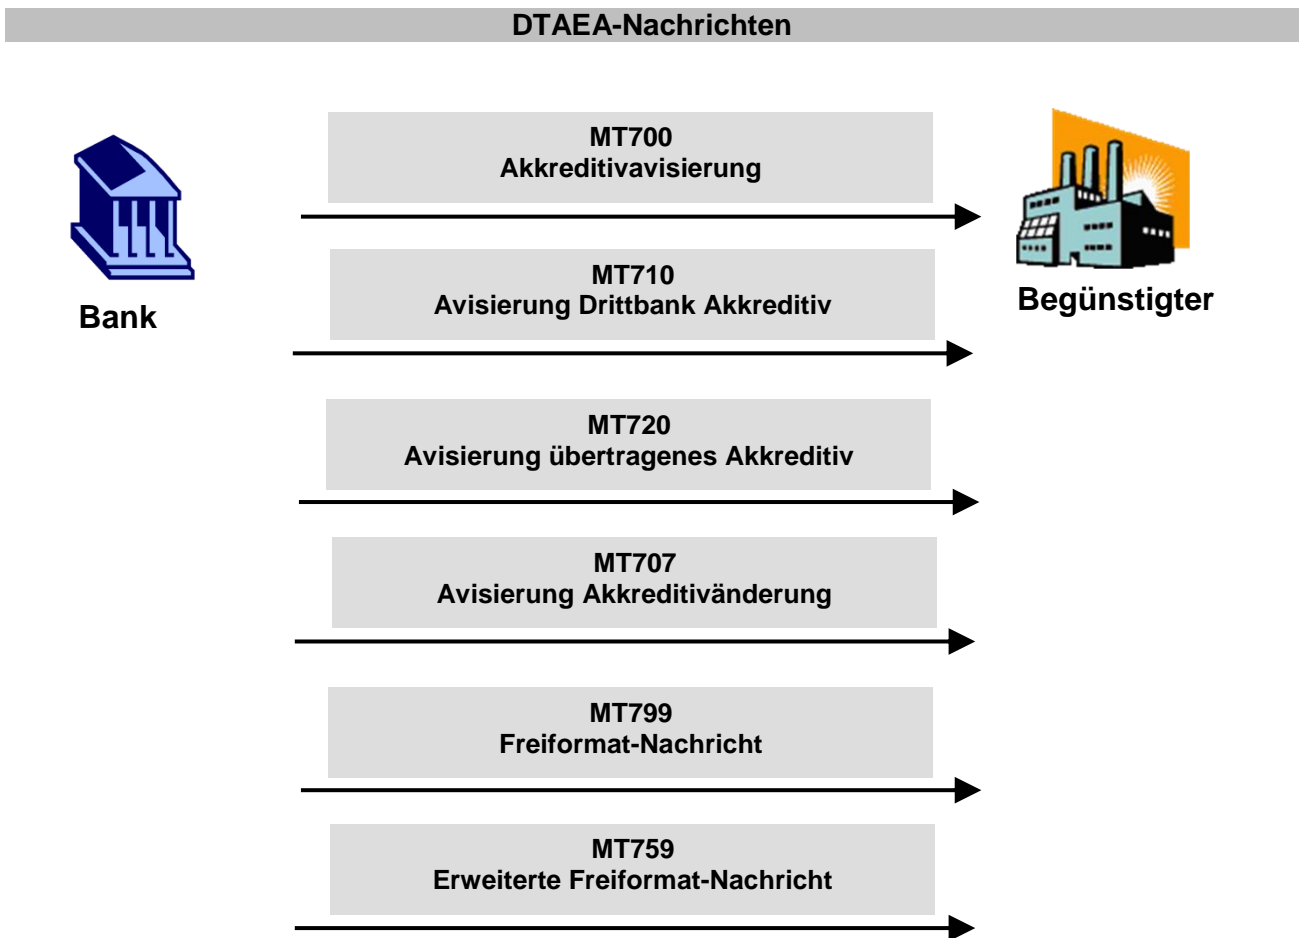 DTAEA-Nachrichten
MT700
Akkreditivavisierung
MT710
Avisierung Drittbank Akkreditiv
Bank
Begünstigter
MT720
Avisierung übertragenes Akkreditiv
MT707
Avisierung Akkreditivänderung
MT799
Freiformat-Nachricht
MT759
Erweiterte Freiformat-Nachricht